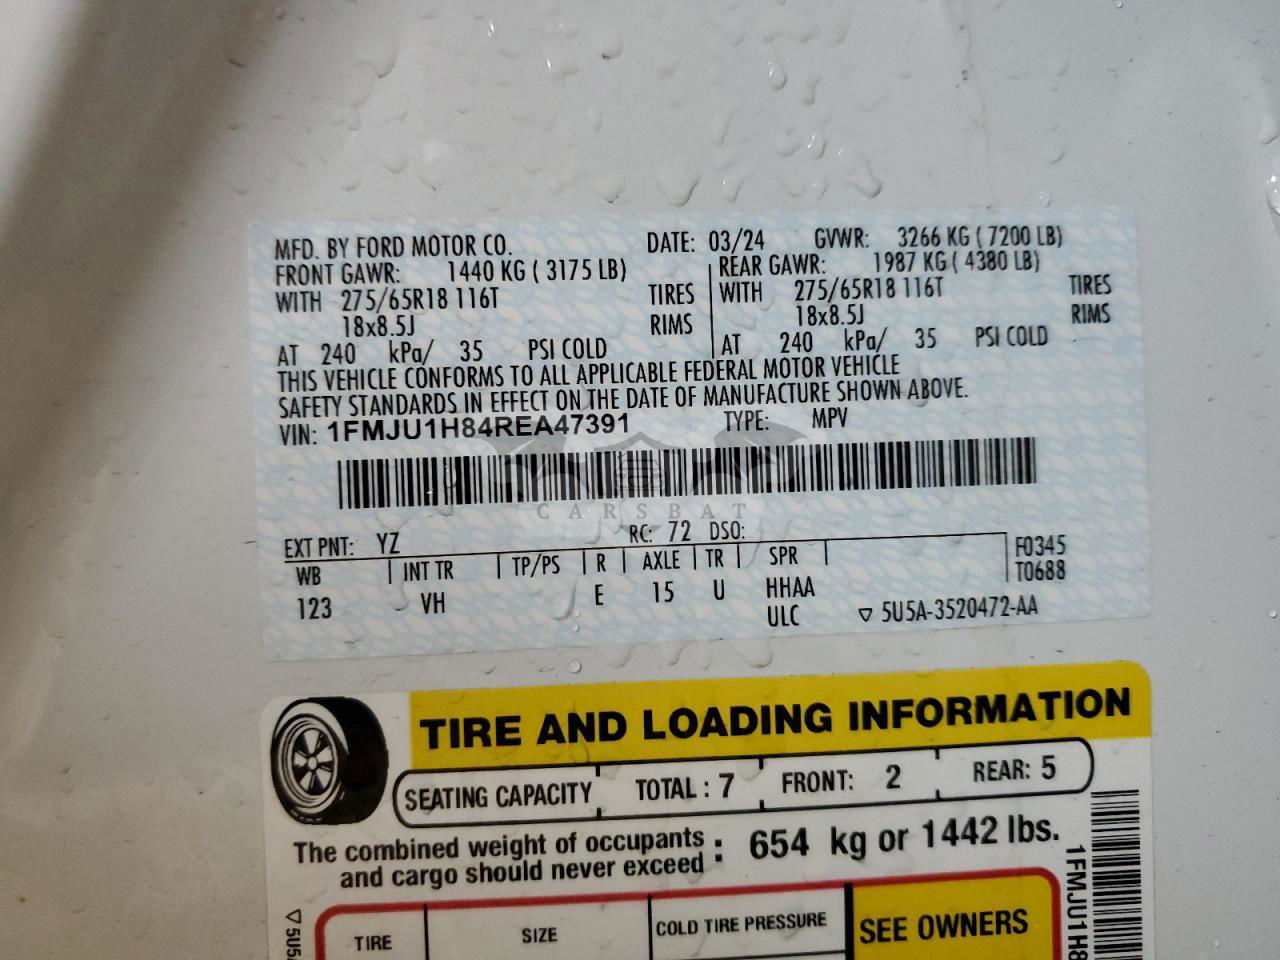 MFD. BY FORD MOTOR CO. DATE: 03/24 GVWR: 3266 KG ( 7200 LB)
FRONT GAWR: 1440 KG ( 3175 LB) REAR GAWR: 1987 KG ( 4380 LB)
WITH 275/65R18 116T TIRES WITH 275/65R18 116T TIRES
18x8.5J RIMS 18x8.5J RIMS
AT 240 kPa/ 35 PSI COLD AT 240 kPa/ 35 PSI COLD
THIS VEHICLE CONFORMS TO ALL APPLICABLE FEDERAL MOTOR VEHICLE
SAFETY STANDARDS IN EFFECT ON THE DATE OF MANUFACTURE SHOWN ABOVE.
VIN: 1FMJU1H84REA47391 TYPE: MPV
CARSBAT
EXT PNT: YZ RC: 72 DSO:
WB INT TR TP/PS R AXLE TR SPR F0345
T0688
123 VH E 15 U HHAA
ULC ▽ 5U5A-3520472-AA
TIRE AND LOADING INFORMATION
SEATING CAPACITY TOTAL : 7 FRONT: 2 REAR: 5
The combined weight of occupants
and cargo should never exceed : 654 kg or 1442 lbs.
TIRE SIZE COLD TIRE PRESSURE SEE OWNERS
1FMJU1H8
▽ 5U5